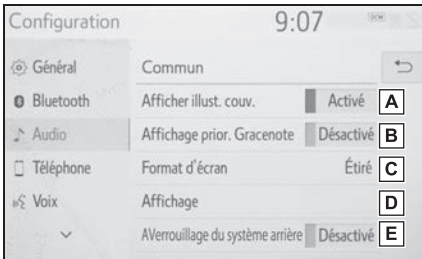 Configuration 9:07 DCM
Général
Commun
Bluetooth
Afficher illust. couv. Activé A
Audio
Affichage prior. Gracenote Désactivé B
Téléphone
Format d'écran Étiré C
Voix
Affichage D
AVerrouillage du système arrière Désactivé E